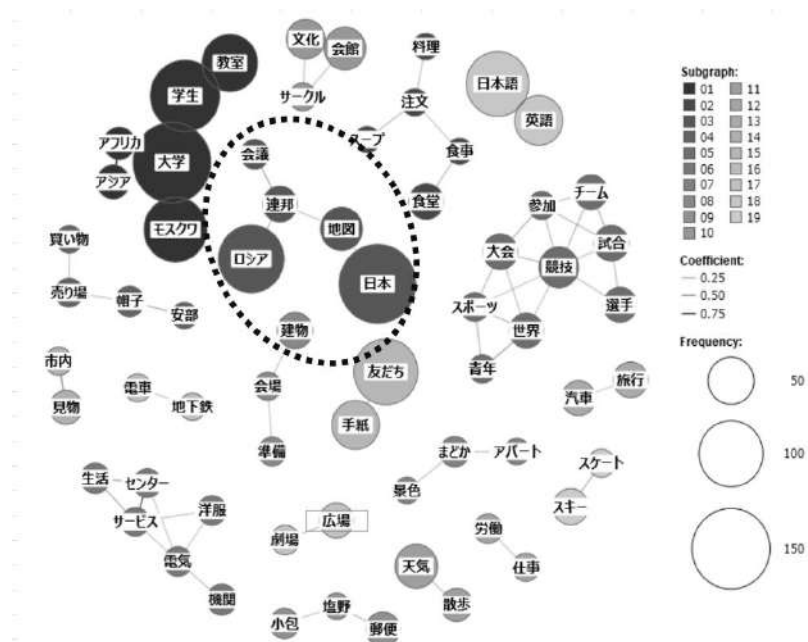 文化
会館
サークル
料理
注文
スープ
食事
食堂
日本語
英語
教室
学生
大学
アフリカ
アジア
モスクワ
会議
連邦
地図
ロシア
日本
建物
会場
準備
友だち
手紙
買い物
売り場
帽子
安部
市内
見物
電車
地下鉄
参加
チーム
大会
試合
競技
スポーツ
世界
選手
青年
汽車
旅行
まどか
アパート
景色
スケート
スキー
生活
センター
サービス
洋服
電気
機関
劇場
広場
天気
散歩
労働
仕事
小包
塩野
郵便
Subgraph:
01 11
02 12
03 13
04 14
05 15
06 16
07 17
08 18
09 19
10
Coefficient:
0.25
0.50
0.75
Frequency:
50
100
150